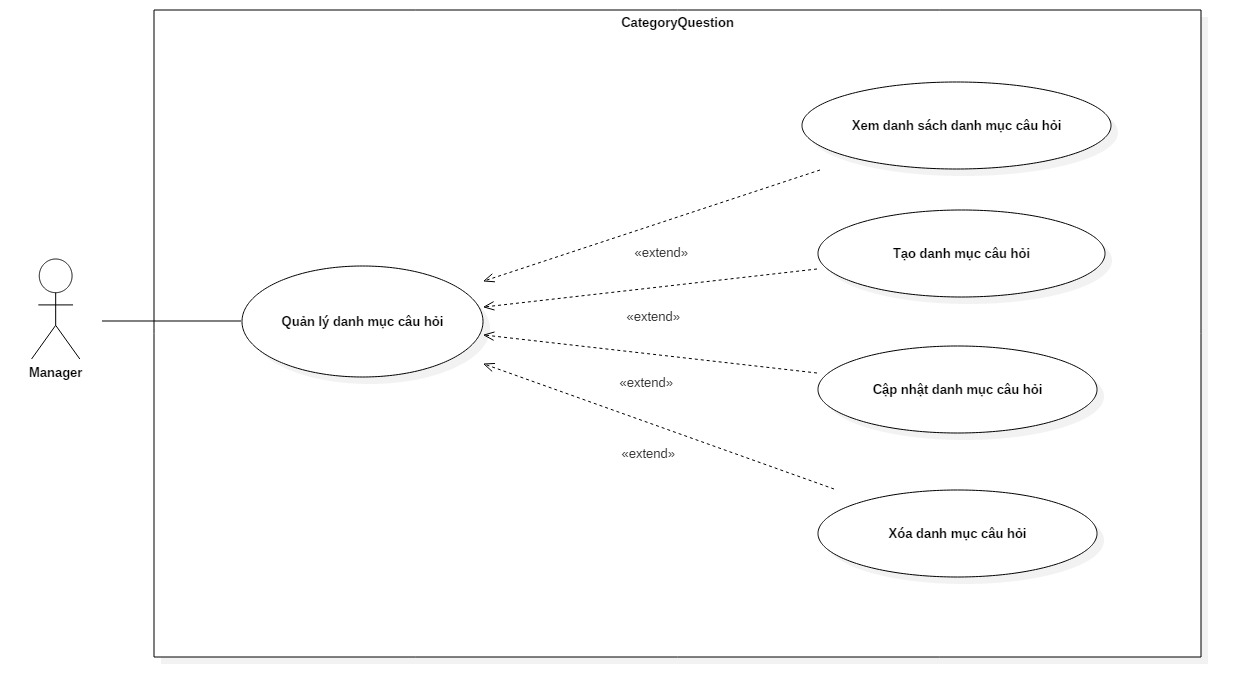 CategoryQuestion
Xem danh sách danh mục câu hỏi
«extend»
Tạo danh mục câu hỏi
«extend»
Quản lý danh mục câu hỏi
Manager
«extend»
Cập nhật danh mục câu hỏi
«extend»
Xóa danh mục câu hỏi